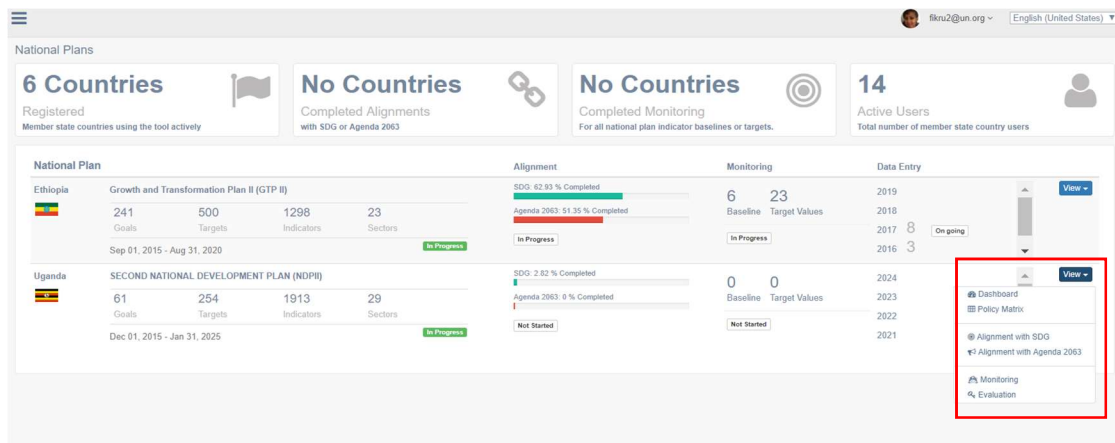 fikru2@un.org
English (United States)
National Plans
6 Countries
Registered
Member state countries using the tool actively
No Countries
Completed Alignments
with SDG or Agenda 2063
No Countries
Completed Monitoring
For all national plan indicator baselines or targets.
14
Active Users
Total number of member state country users
National Plan Alignment Monitoring Data Entry
Ethiopia
Growth and Transformation Plan II (GTP II)
241 500 1298 23
Goals Targets Indicators Sectors
Sep 01, 2015 - Aug 31, 2020 In Progress
SDG: 62.93 % Completed
Agenda 2063: 51.35 % Completed
In Progress
6 23
Baseline Target Values
In Progress
2019
2018
2017 8 On going
2016 3
View
Uganda
SECOND NATIONAL DEVELOPMENT PLAN (NDPII)
61 254 1913 29
Goals Targets Indicators Sectors
Dec 01, 2015 - Jan 31, 2025 In Progress
SDG: 2.82 % Completed
Agenda 2063: 0 % Completed
Not Started
0 0
Baseline Target Values
Not Started
2024
2023
2022
2021
View
Dashboard
Policy Matrix
Alignment with SDG
Alignment with Agenda 2063
Monitoring
Evaluation